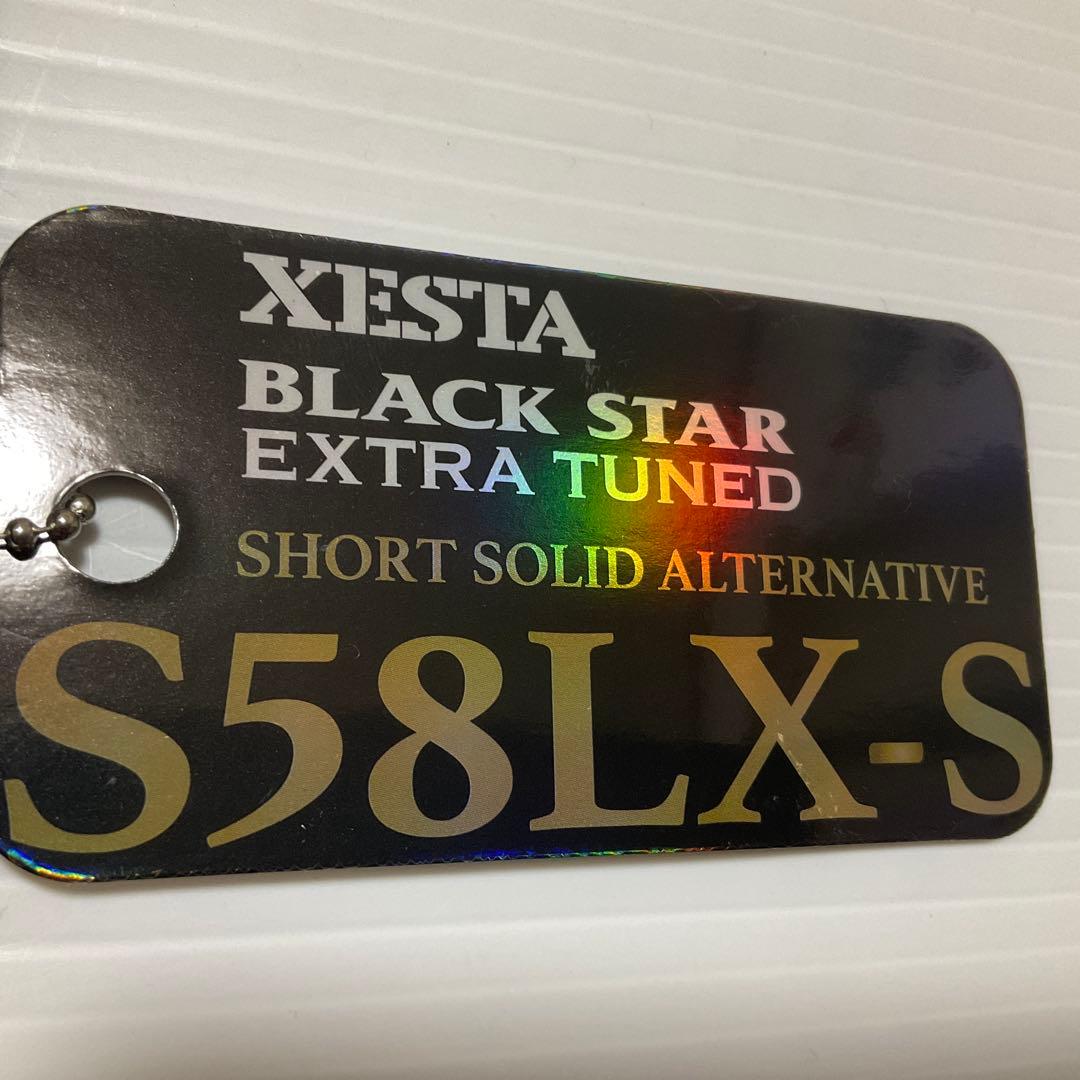 XESTA
BLACK STAR
EXTRA TUNED
SHORT SOLID ALTERNATIVE
S58LX-S